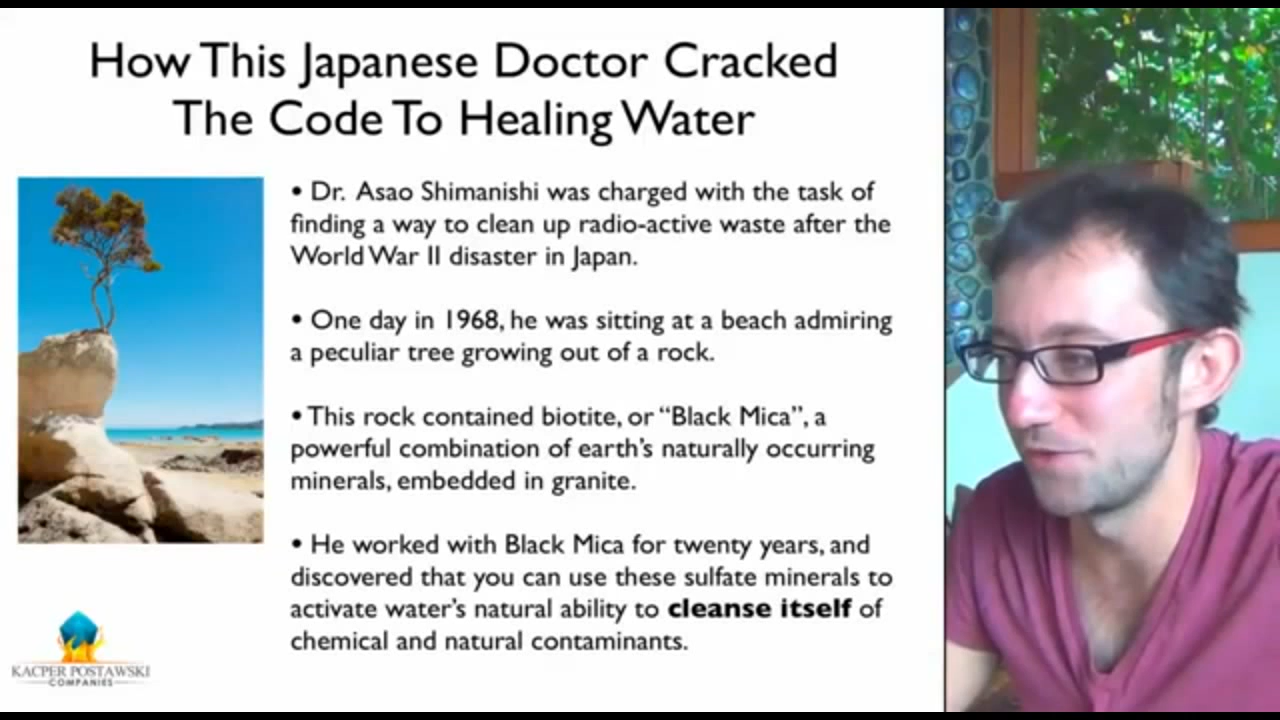 How This Japanese Doctor Cracked
The Code To Healing Water
• Dr. Asao Shimanishi was charged with the task of
finding a way to clean up radio-active waste after the
World War II disaster in Japan.
• One day in 1968, he was sitting at a beach admiring
a peculiar tree growing out of a rock.
• This rock contained biotite, or “Black Mica”, a
powerful combination of earth’s naturally occurring
minerals, embedded in granite.
• He worked with Black Mica for twenty years, and
discovered that you can use these sulfate minerals to
activate water’s natural ability to cleanse itself of
chemical and natural contaminants.
KACPER POSTAWSKI
COMPANIES